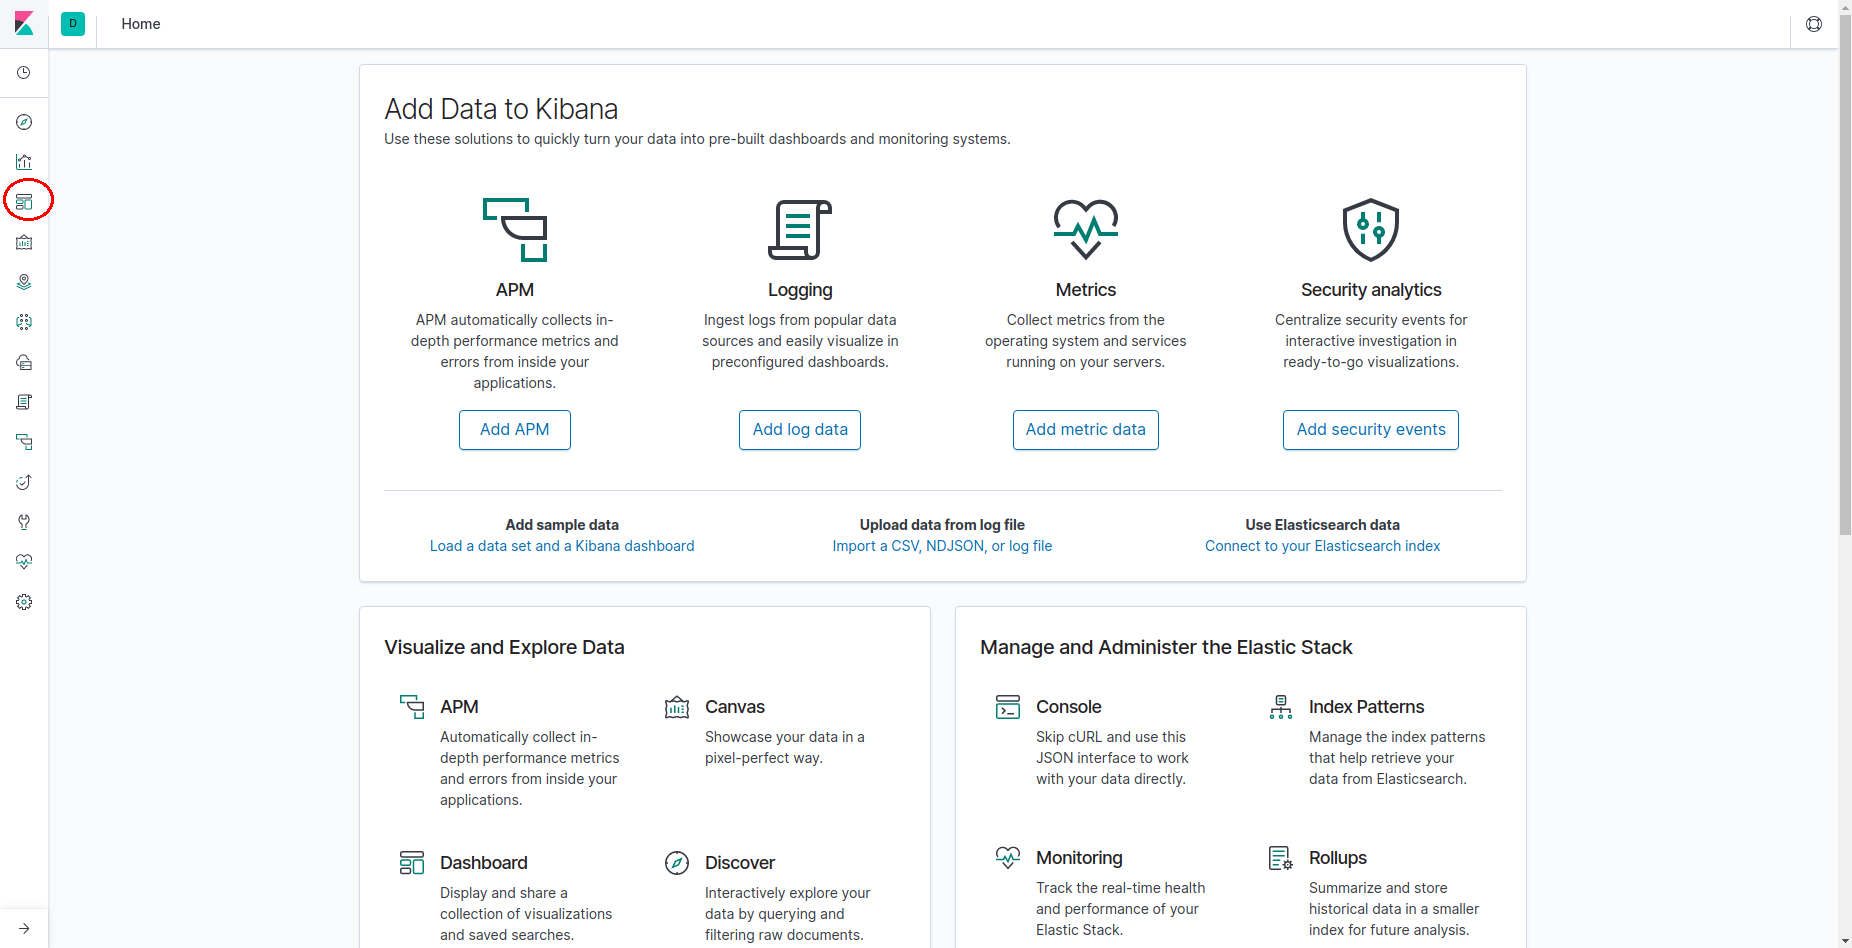 D
Home
Add Data to Kibana
Use these solutions to quickly turn your data into pre-built dashboards and monitoring systems.
APM
APM automatically collects in-
depth performance metrics and
errors from inside your
applications.
Add APM
Logging
Ingest logs from popular data
sources and easily visualize in
preconfigured dashboards.
Add log data
Metrics
Collect metrics from the
operating system and services
running on your servers.
Add metric data
Security analytics
Centralize security events for
interactive investigation in
ready-to-go visualizations.
Add security events
Add sample data
Load a data set and a Kibana dashboard
Upload data from log file
Import a CSV, NDJSON, or log file
Use Elasticsearch data
Connect to your Elasticsearch index
Visualize and Explore Data
APM
Automatically collect in-
depth performance metrics
and errors from inside your
applications.
Canvas
Showcase your data in a
pixel-perfect way.
Dashboard
Display and share a
collection of visualizations
and saved searches.
Discover
Interactively explore your
data by querying and
filtering raw documents.
Manage and Administer the Elastic Stack
Console
Skip cURL and use this
JSON interface to work
with your data directly.
Index Patterns
Manage the index patterns
that help retrieve your
data from Elasticsearch.
Monitoring
Track the real-time health
and performance of your
Elastic Stack.
Rollups
Summarize and store
historical data in a smaller
index for future analysis.